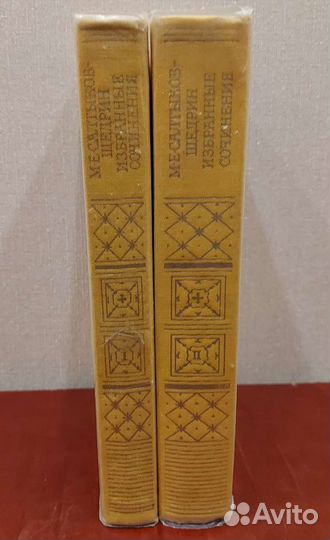 М·Е·САЛТЫКОВ-
ЩЕДРИН
ИЗБРАННЫЕ
СОЧИНЕНИЯ
I
М·Е·САЛТЫКОВ-
ЩЕДРИН
ИЗБРАННЫЕ
СОЧИНЕНИЯ
II
Avito